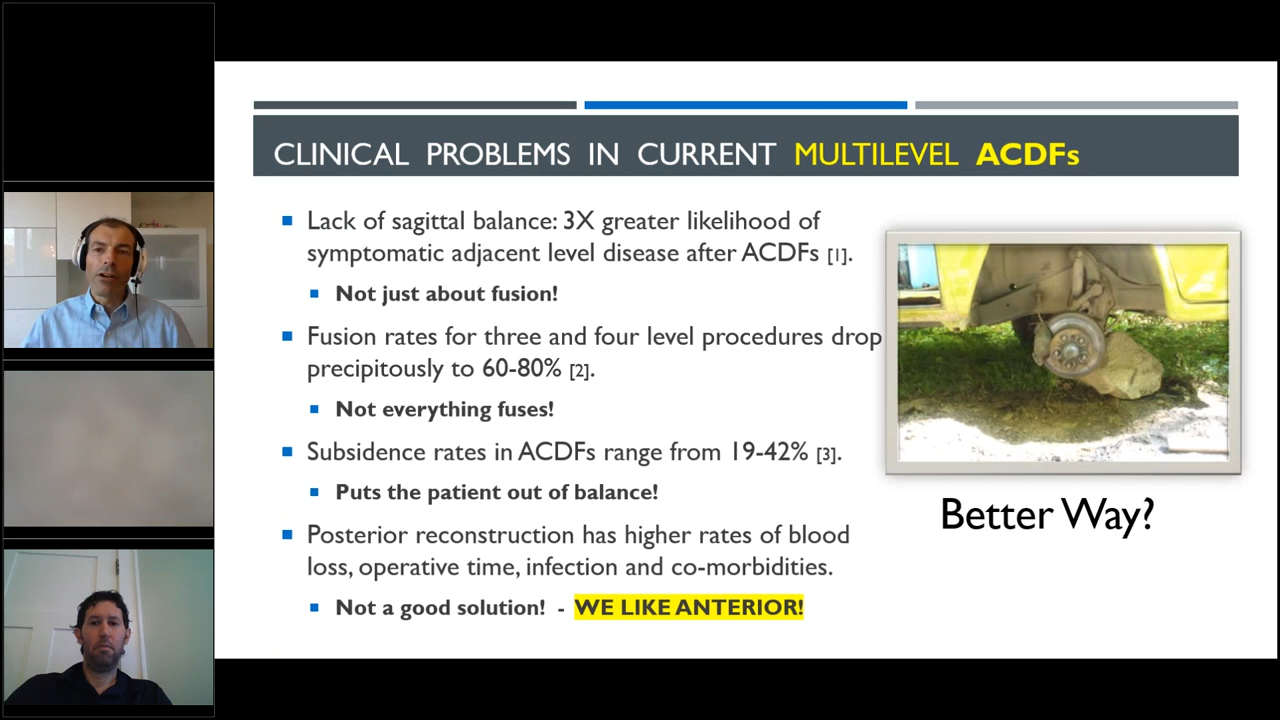 CLINICAL PROBLEMS IN CURRENT MULTILEVEL ACDFs
Lack of sagittal balance: 3X greater likelihood of
symptomatic adjacent level disease after ACDFs [1].
Not just about fusion!
Fusion rates for three and four level procedures drop
precipitously to 60-80% [2].
Not everything fuses!
Subsidence rates in ACDFs range from 19-42% [3].
Puts the patient out of balance!
Posterior reconstruction has higher rates of blood
loss, operative time, infection and co-morbidities.
Not a good solution! - WE LIKE ANTERIOR!
Better Way?